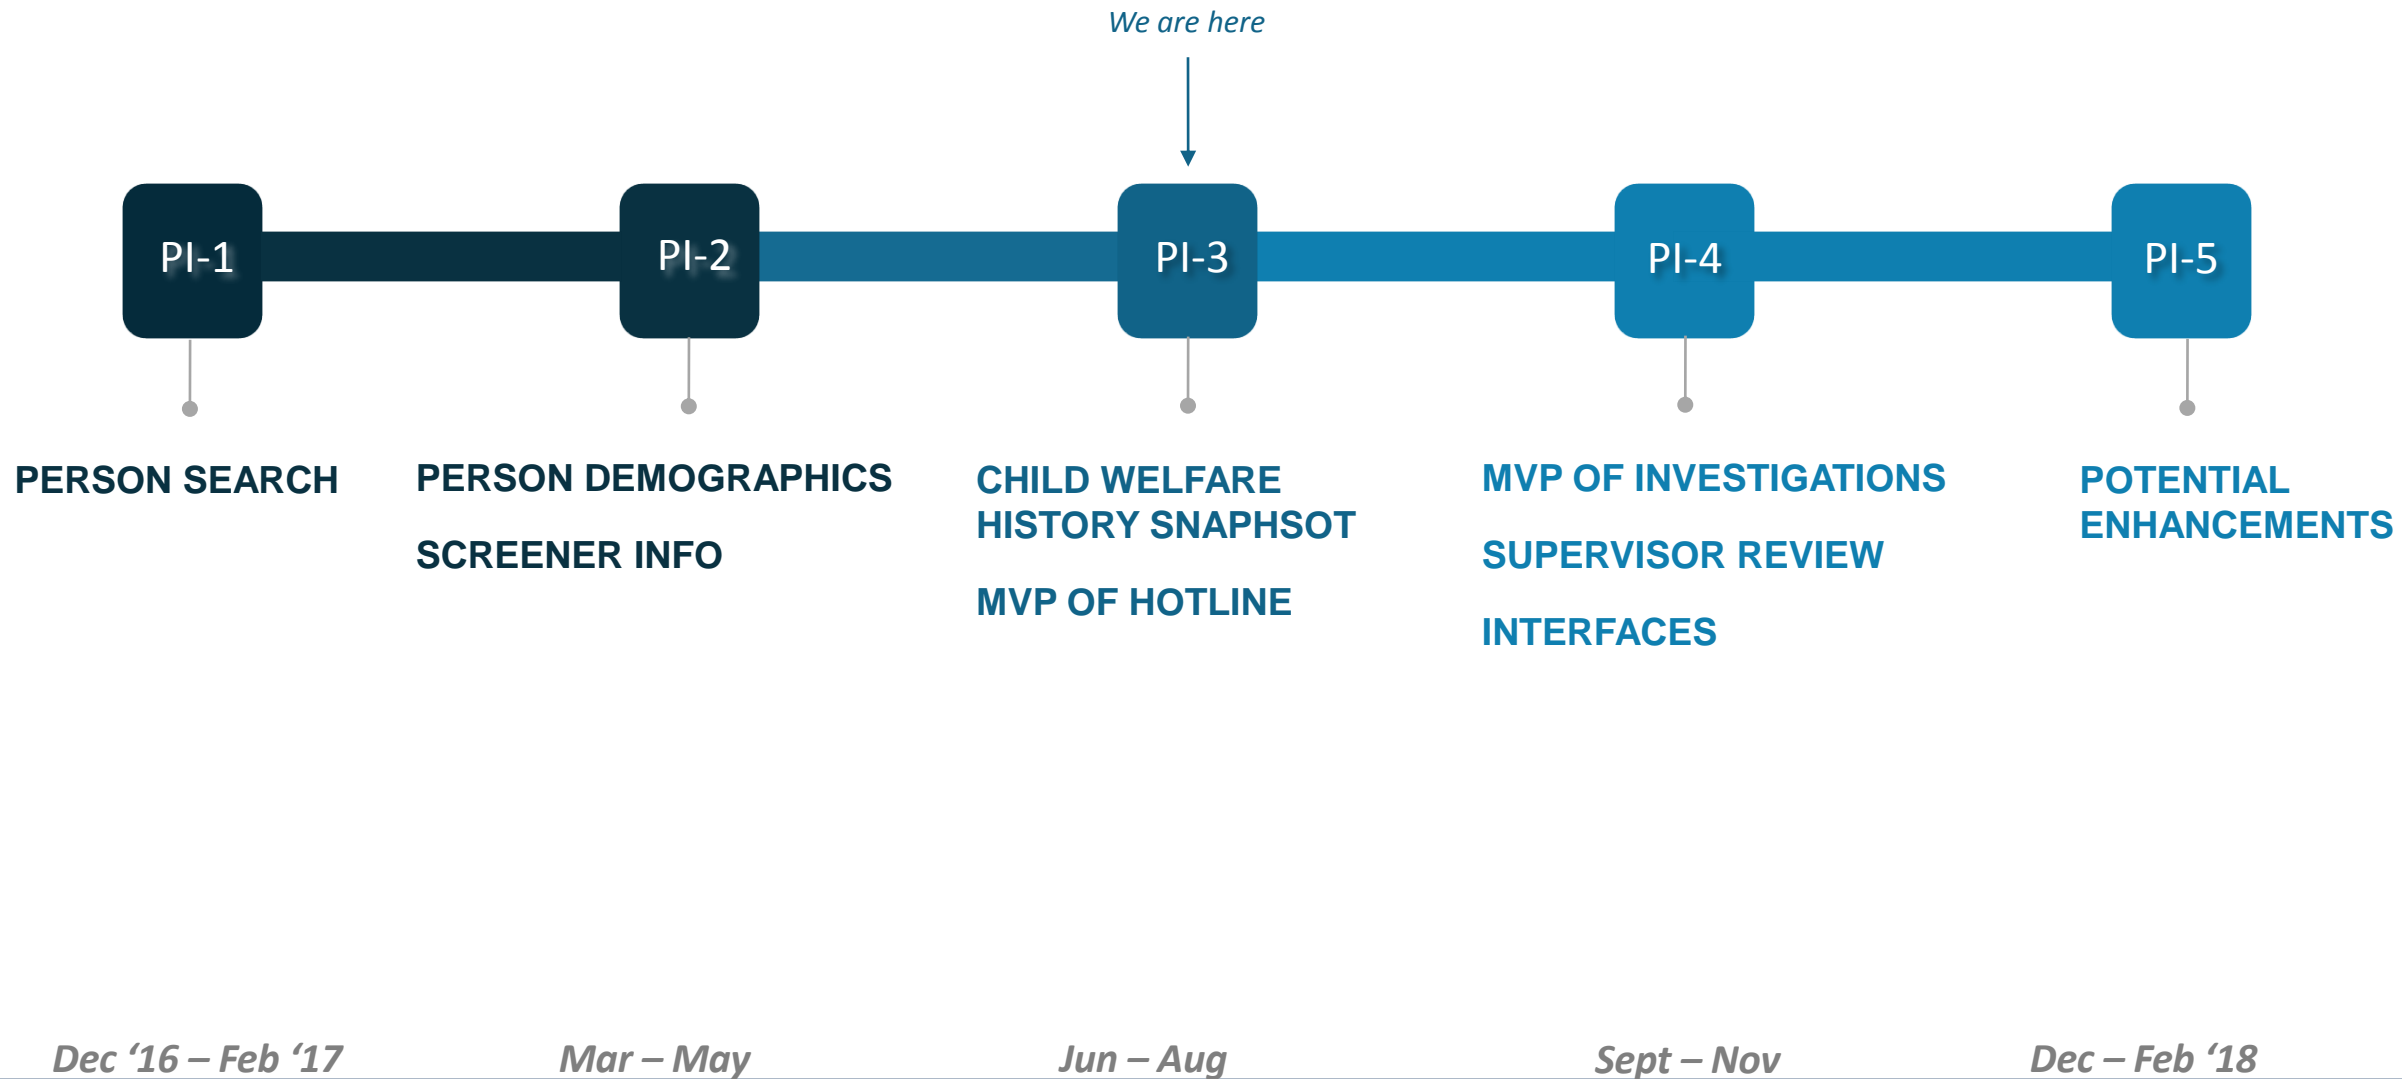 We are here
PI-1
PI-2
PI-3
PI-4
PI-5
PERSON SEARCH
PERSON DEMOGRAPHICS
SCREENER INFO
CHILD WELFARE
HISTORY SNAPHSOT
MVP OF HOTLINE
MVP OF INVESTIGATIONS
SUPERVISOR REVIEW
INTERFACES
POTENTIAL
ENHANCEMENTS
Dec ‘16 – Feb ‘17
Mar – May
Jun – Aug
Sept – Nov
Dec – Feb ‘18